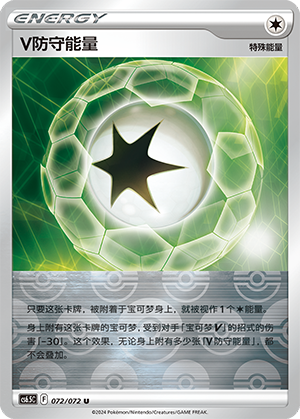 ENERGY
V防守能量
特殊能量
只要这张卡牌,被附着于宝可梦身上,就被视作1个能量。
身上附有这张卡牌的宝可梦,受到对手「宝可梦V」的招式的伤
害「-30」。这个效果,无论身上附有多少张「V防守能量」,都
不会叠加。
CS6.5C F 072/072 U
©2024 Pokémon/Nintendo/Creatures/GAME FREAK.